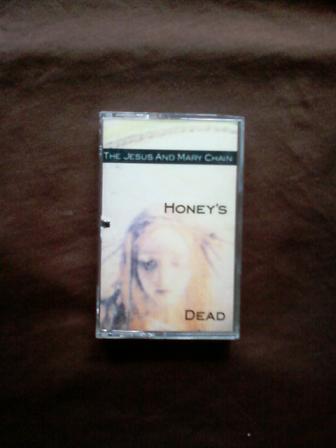 The Jesus And Mary Chain
Honey's
Dead